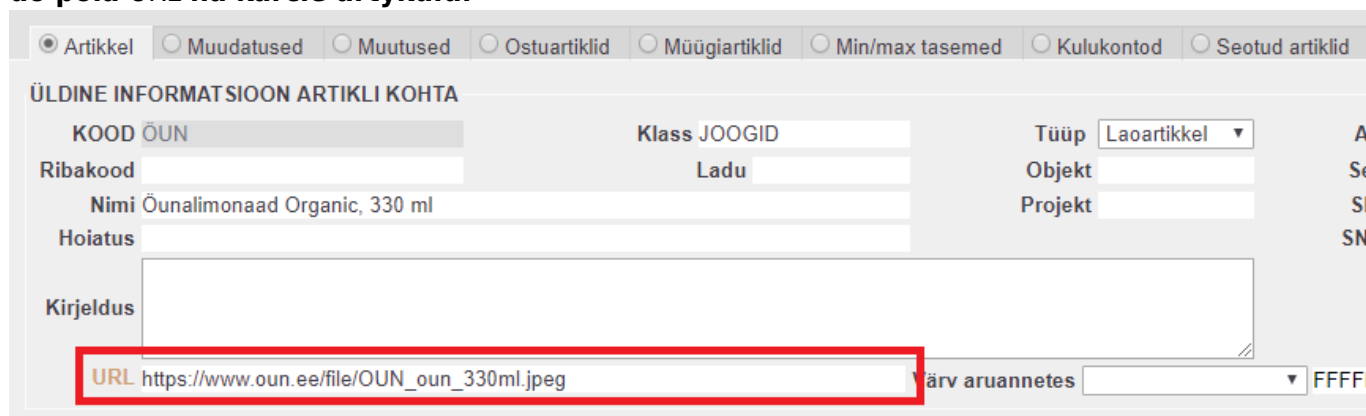 Artikkel Muudatused Muutused Ostuartiklid Müügiartiklid Min/max tasemed Kulukontod Seotud artiklid
ÜLDINE INFORMATSIOON ARTIKLI KOHTA
KOOD ÖUN Klass JOOGID Tüüp Laoartikkel
Ribakood Ladu Objekt
Nimi Öunalimonaad Organic, 330 ml Projekt
Hoiatus
Kirjeldus
URL https://www.oun.ee/file/OUN_oun_330ml.jpeg Värv aruannetes